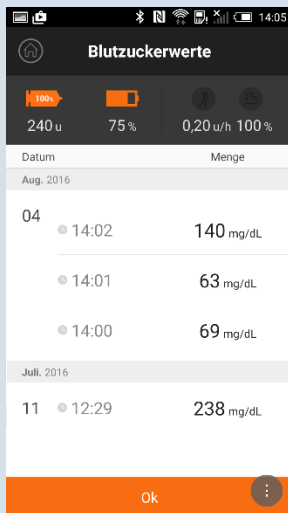 14:05
Blutzuckerwerte
100%
240 u 75 % 0,20 u/h 100 %
Datum Menge
Aug. 2016
04
14:02 140 mg/dL
14:01 63 mg/dL
14:00 69 mg/dL
Juli. 2016
11 12:29 238 mg/dL
Ok